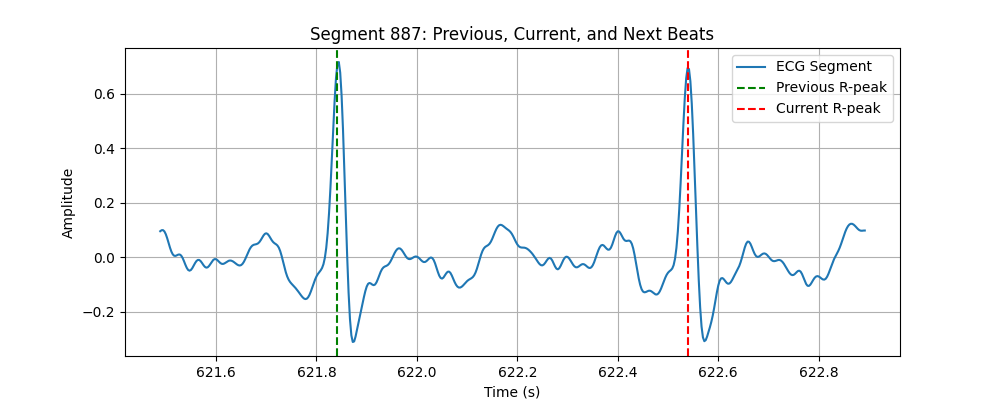 Segment 887: Previous, Current, and Next Beats
ECG Segment
Previous R-peak
Current R-peak
Amplitude
0.6
0.4
0.2
0.0
−0.2
621.6 621.8 622.0 622.2 622.4 622.6 622.8
Time (s)